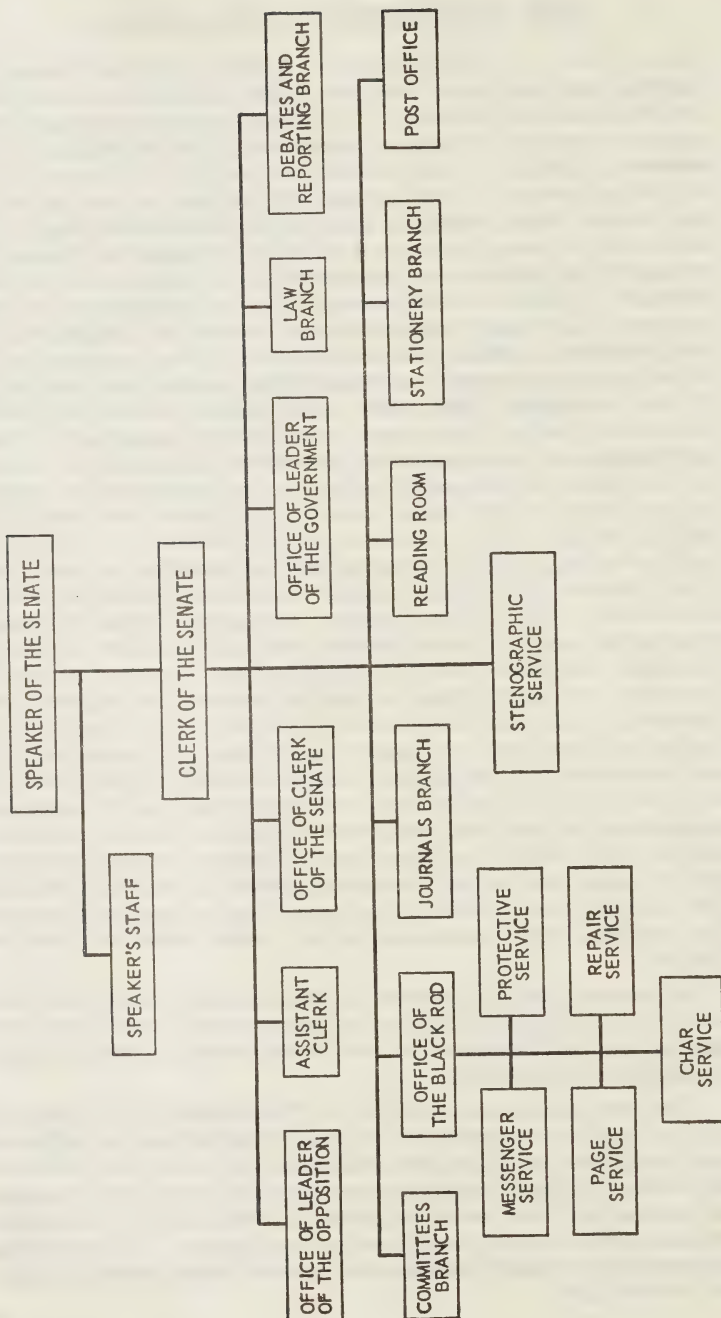 SPEAKER OF THE SENATE
SPEAKER'S STAFF
CLERK OF THE SENATE
OFFICE OF LEADER
OF THE OPPOSITION
ASSISTANT
CLERK
OFFICE OF CLERK
OF THE SENATE
OFFICE OF LEADER
OF THE GOVERNMENT
LAW
BRANCH
DEBATES AND
REPORTING BRANCH
COMMITTEES
BRANCH
OFFICE OF
THE BLACK ROD
JOURNALS BRANCH
READING ROOM
STATIONERY BRANCH
POST OFFICE
MESSENGER
SERVICE
PROTECTIVE
SERVICE
STENOGRAPHIC
SERVICE
PAGE
SERVICE
REPAIR
SERVICE
CHAR
SERVICE